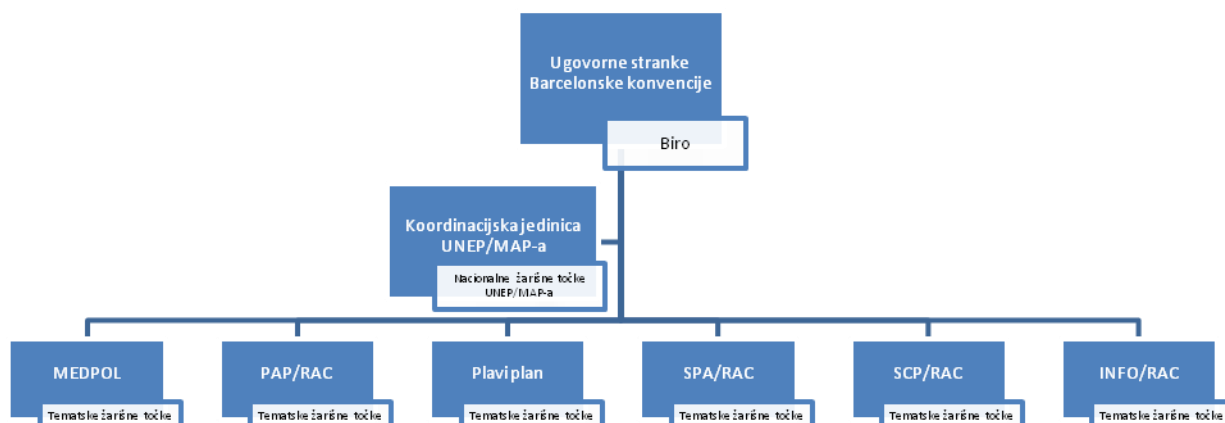 Ugovorne stranke
Barcelonske konvencije
Biro
Koordinacijska jedinica
UNEP/MAP-a
Nacionalne žarišne točke
UNEP/MAP-a
MEDPOL
PAP/RAC
Plavi plan
SPA/RAC
SCP/RAC
INFO/RAC
Tematske žarišne točke
Tematske žarišne točke
Tematske žarišne točke
Tematske žarišne točke
Tematske žarišne točke
Tematske žarišne točke